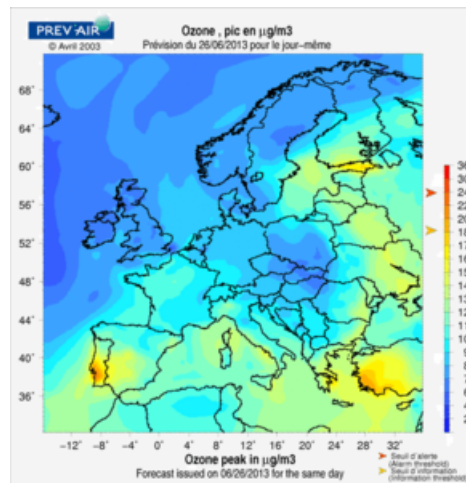 PREV'AIR
© Avril 2003
Ozone , pic en µg/m3
Prévision du 26/06/2013 pour le jour–même
68˚
64˚
60˚
56˚
52˚
48˚
44˚
40˚
36˚
−12˚ −8˚ −4˚ 0˚ 4˚ 8˚ 12˚ 16˚ 20˚ 24˚ 28˚ 32˚
Ozone peak in µg/m3
Forecast issued on 06/26/2013 for the same day
36
Seuil d'alerte
(Alarm threshold)
Seuil d'information
(Information threshold)